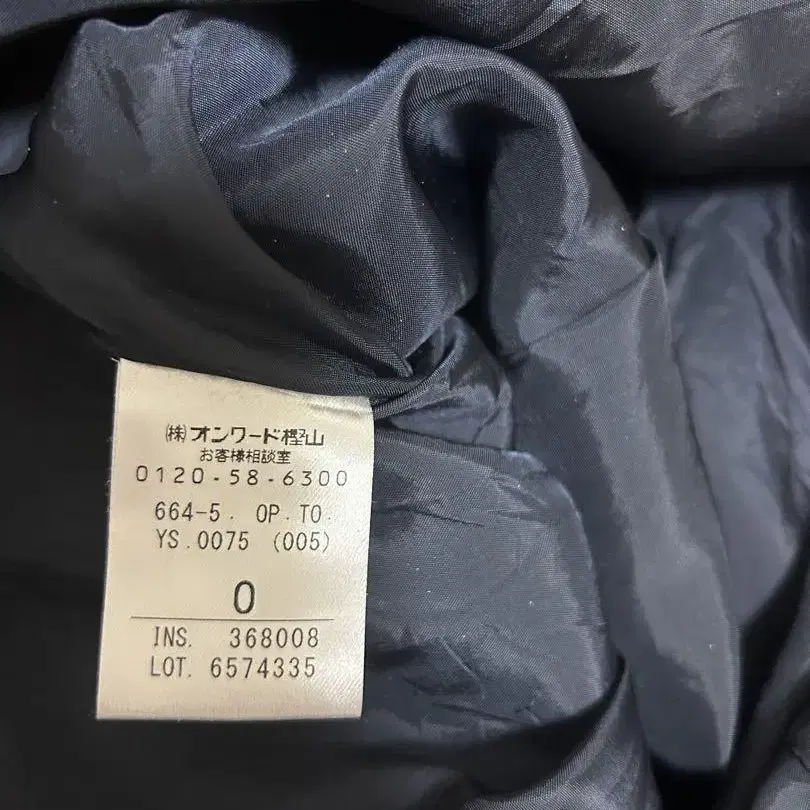 (株)オンワード樫山
お客様相談室
0120-58-6300
664-5. OP.TO.
YS.0075 (005)
0
INS. 368008
LOT. 6574335